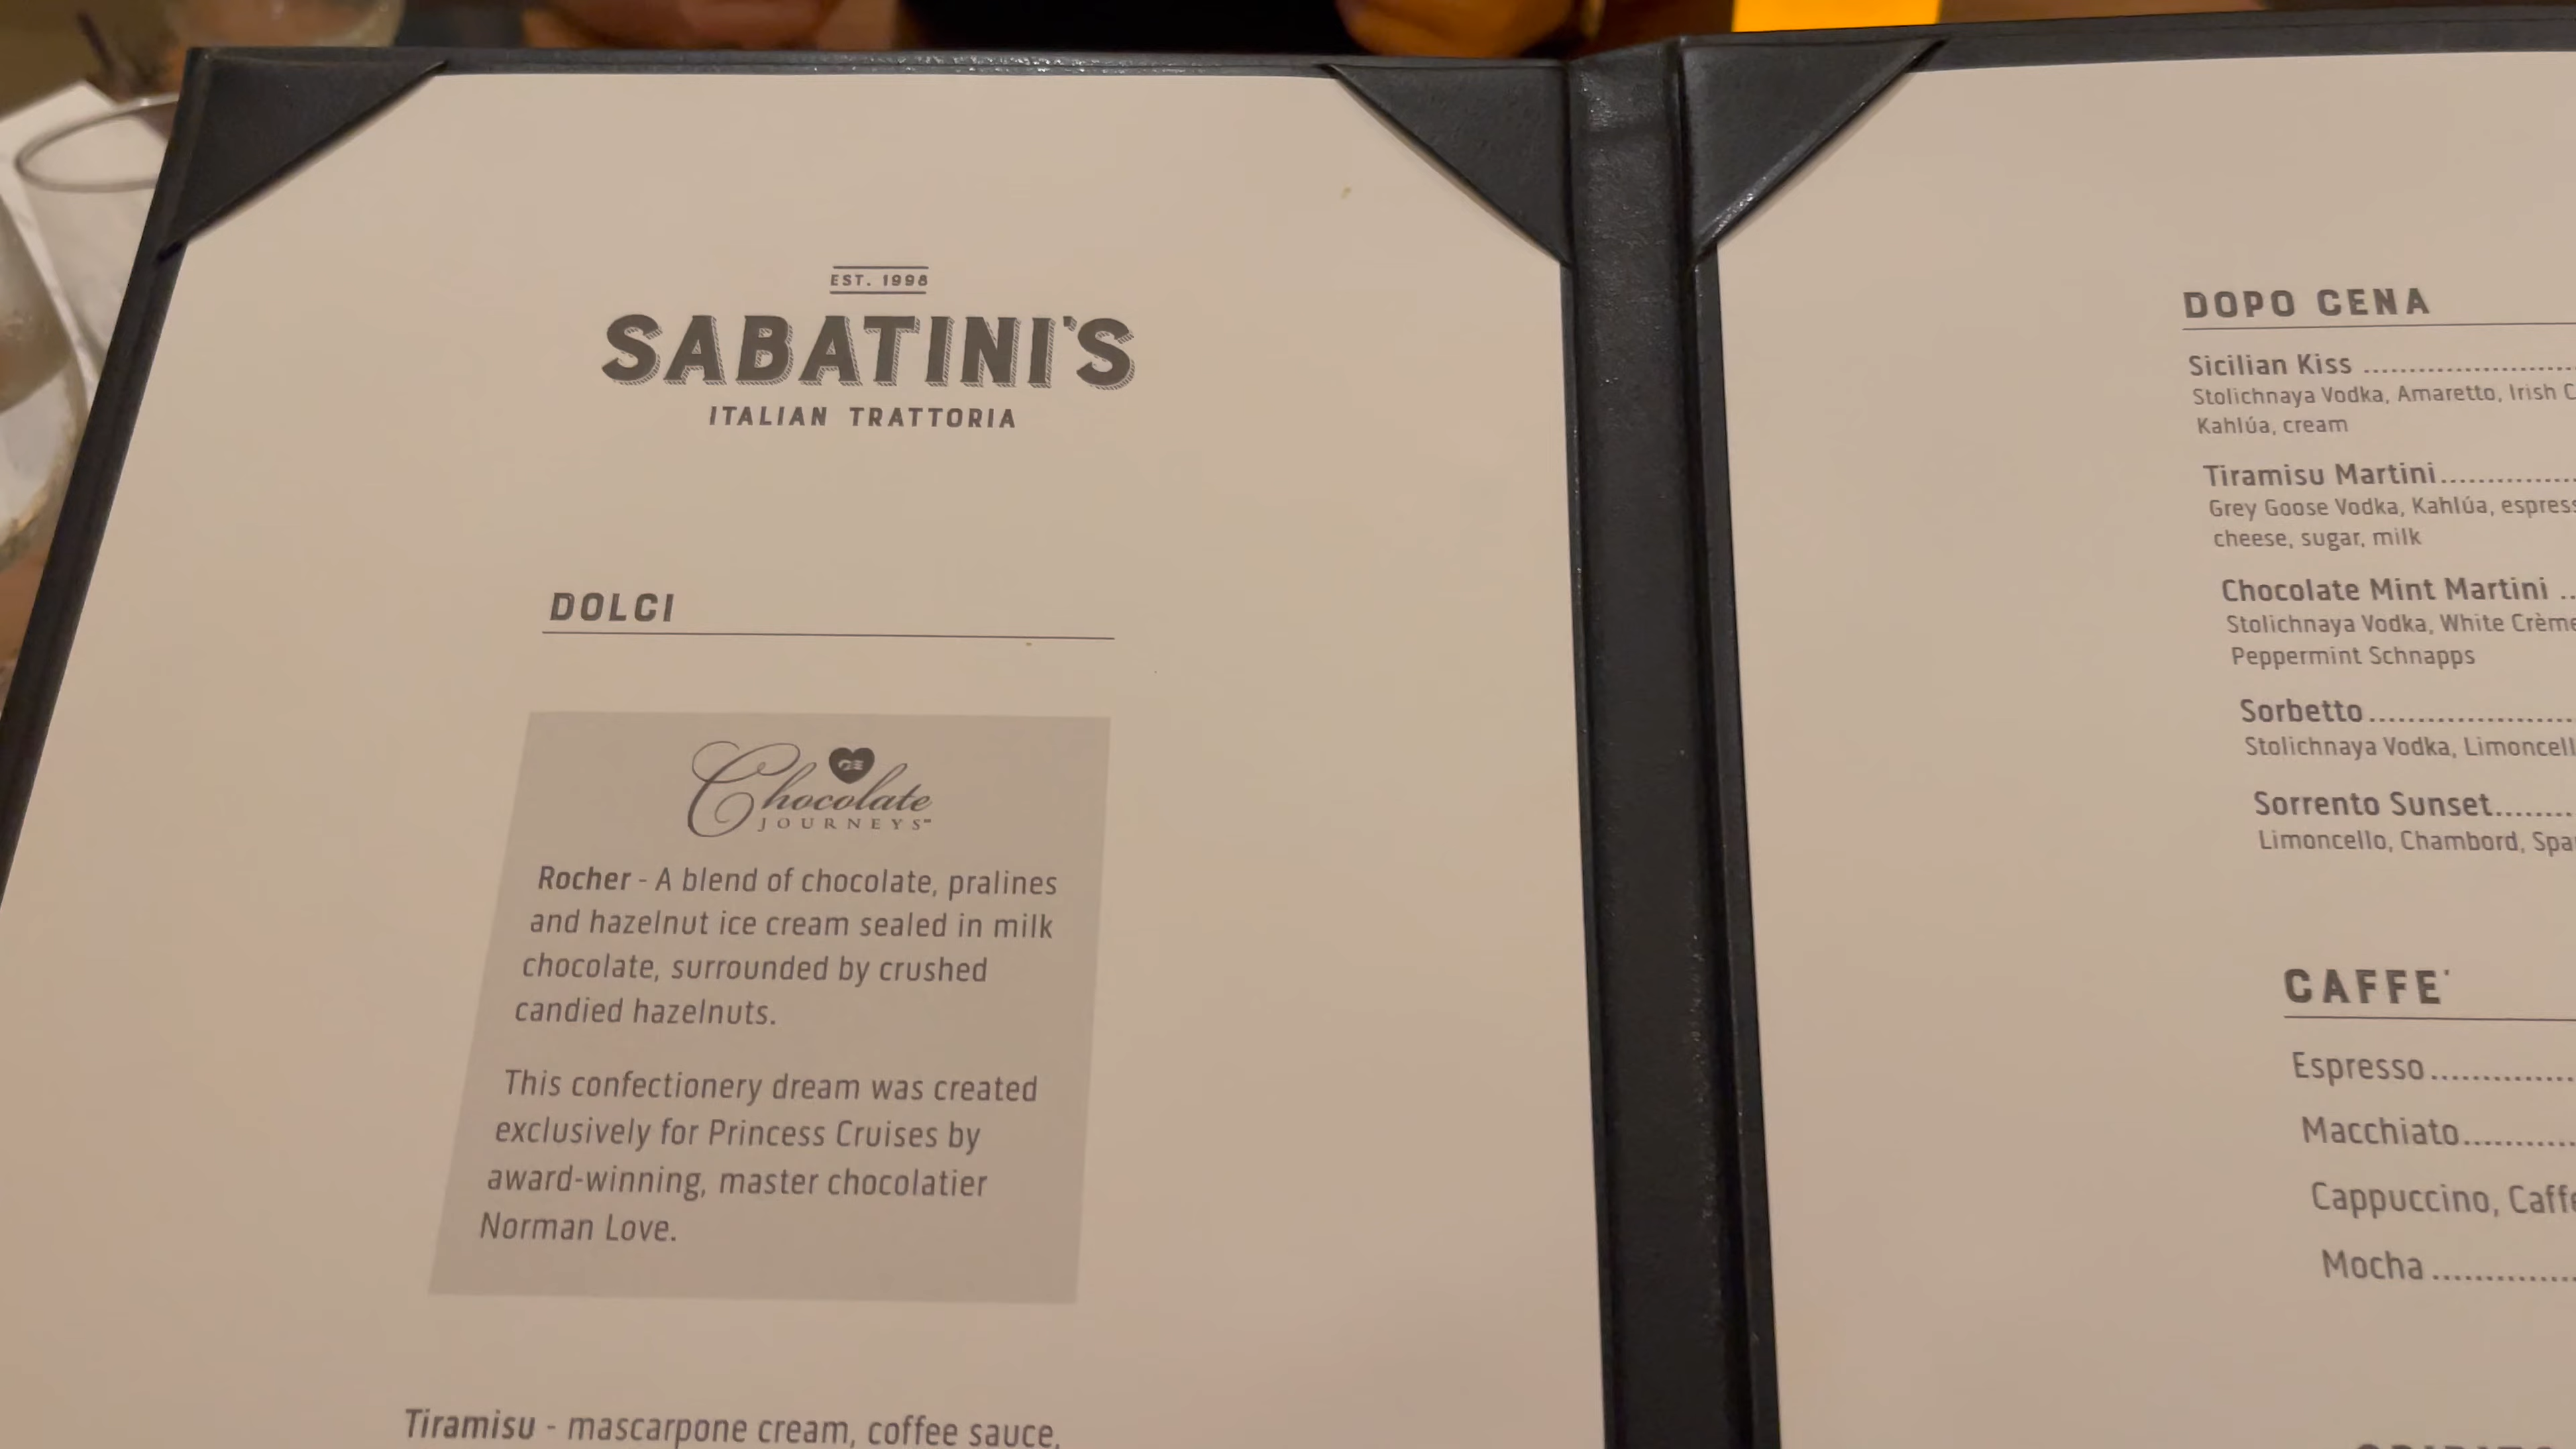 EST. 1998
SABATINI'S
ITALIAN TRATTORIA
DOLCI
Chocolate
JOURNEYS℠
Rocher - A blend of chocolate, pralines
and hazelnut ice cream sealed in milk
chocolate, surrounded by crushed
candied hazelnuts.
This confectionery dream was created
exclusively for Princess Cruises by
award-winning, master chocolatier
Norman Love.
Tiramisu - mascarpone cream, coffee sauce,
DOPO CENA
Sicilian Kiss ....................
Stolichnaya Vodka, Amaretto, Irish
Kahlúa, cream
Tiramisu Martini.............
Grey Goose Vodka, Kahlúa,
cheese, sugar, milk
Chocolate Mint Martini ..
Stolichnaya Vodka, White Crème
Peppermint Schnapps
Sorbetto....................
Stolichnaya Vodka,
Sorrento Sunset.......
Limoncello, Chambord,
CAFFE'
Espresso.............
Macchiato..........
Cappuccino,
Mocha .............